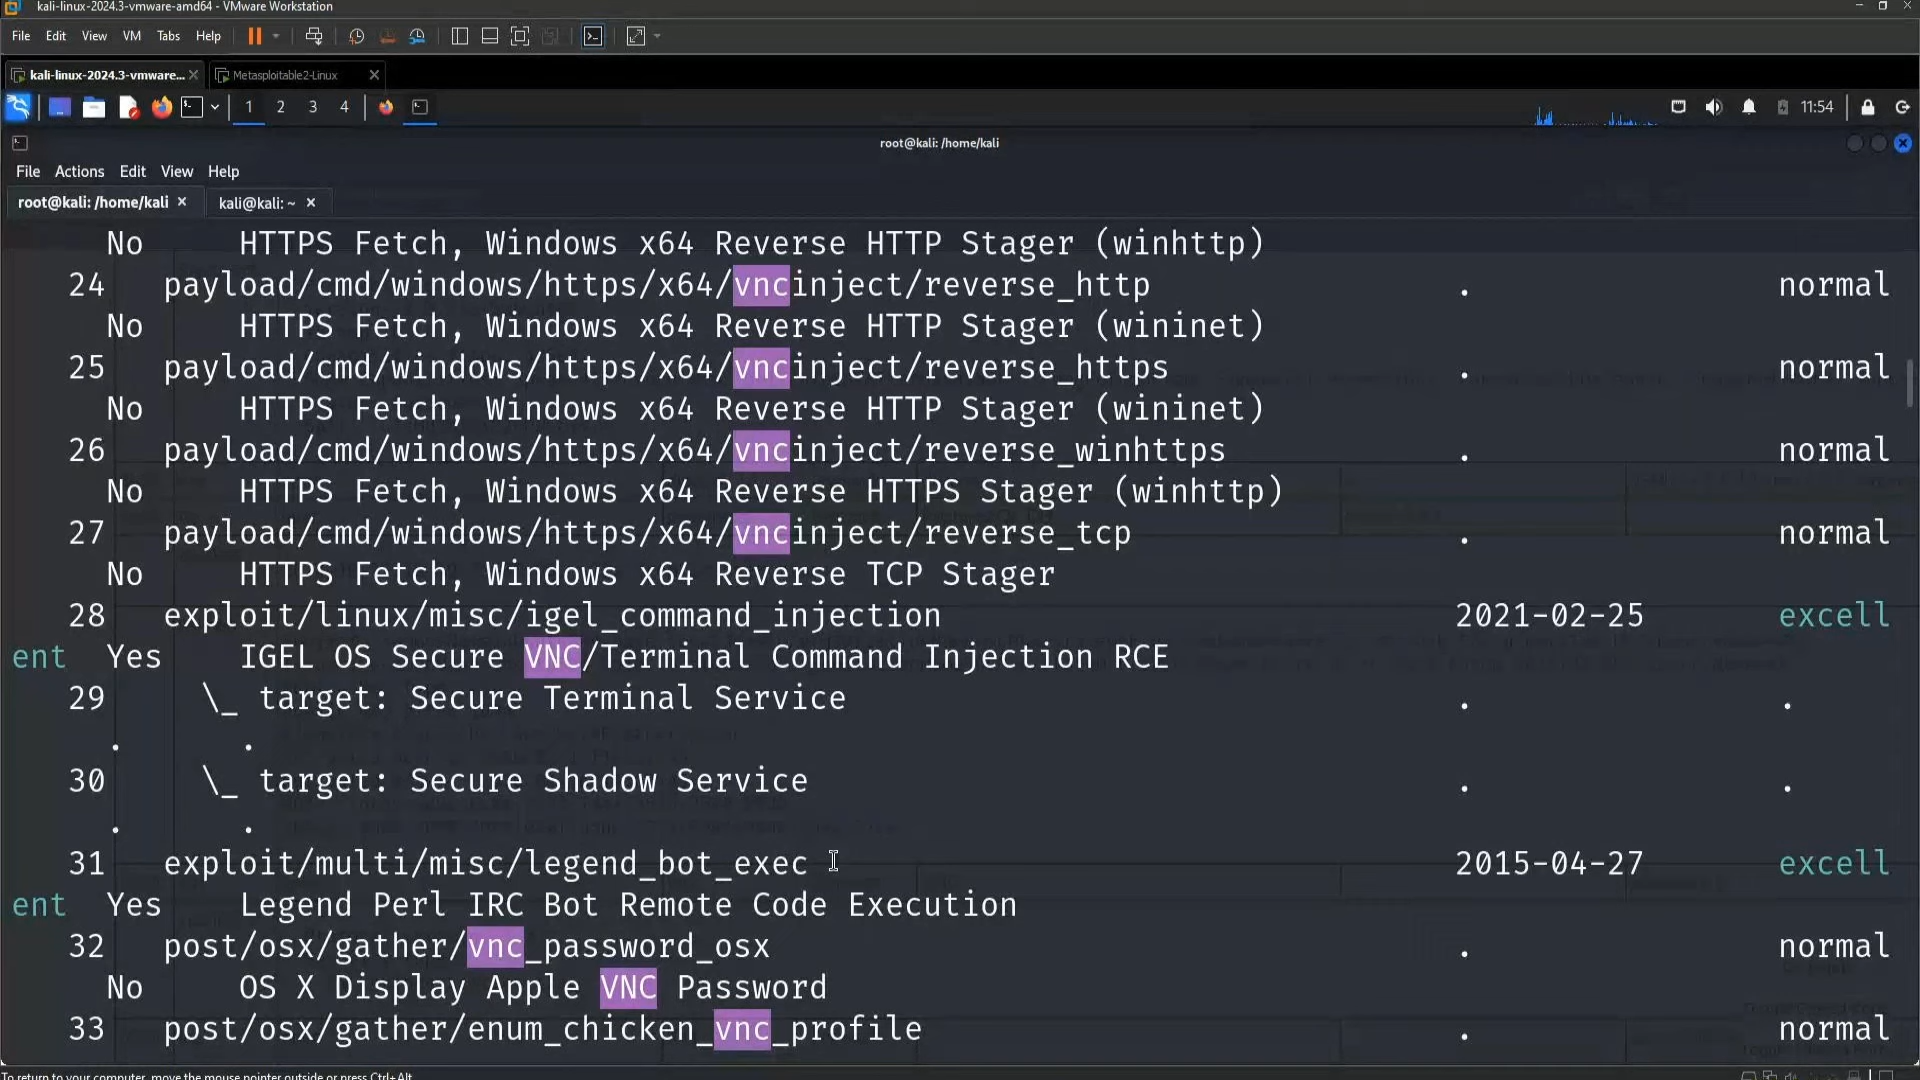 kali-linux-2024.3-vmware-amd64 - VMware Workstation
File Edit View VM Tabs Help
kali-linux-2024.3-vmware... Metasploitable2-Linux
1 2 3 4 11:54
root@kali: /home/kali
File Actions Edit View Help
root@kali: /home/kali kali@kali: ~
No HTTPS Fetch, Windows x64 Reverse HTTP Stager (winhttp)
24 payload/cmd/windows/https/x64/vncinject/reverse_http . normal
No HTTPS Fetch, Windows x64 Reverse HTTP Stager (wininet)
25 payload/cmd/windows/https/x64/vncinject/reverse_https . normal
No HTTPS Fetch, Windows x64 Reverse HTTP Stager (wininet)
26 payload/cmd/windows/https/x64/vncinject/reverse_winhttps . normal
No HTTPS Fetch, Windows x64 Reverse HTTPS Stager (winhttp)
27 payload/cmd/windows/https/x64/vncinject/reverse_tcp . normal
No HTTPS Fetch, Windows x64 Reverse TCP Stager
28 exploit/linux/misc/igel_command_injection 2021-02-25 excell
ent Yes IGEL OS Secure VNC/Terminal Command Injection RCE
29 \_ target: Secure Terminal Service . .
. .
30 \_ target: Secure Shadow Service . .
. .
31 exploit/multi/misc/legend_bot_exec 2015-04-27 excell
ent Yes Legend Perl IRC Bot Remote Code Execution
32 post/osx/gather/vnc_password_osx . normal
No OS X Display Apple VNC Password
33 post/osx/gather/enum_chicken_vnc_profile . normal
To return to your computer, move the mouse pointer outside or press Ctrl+Alt.